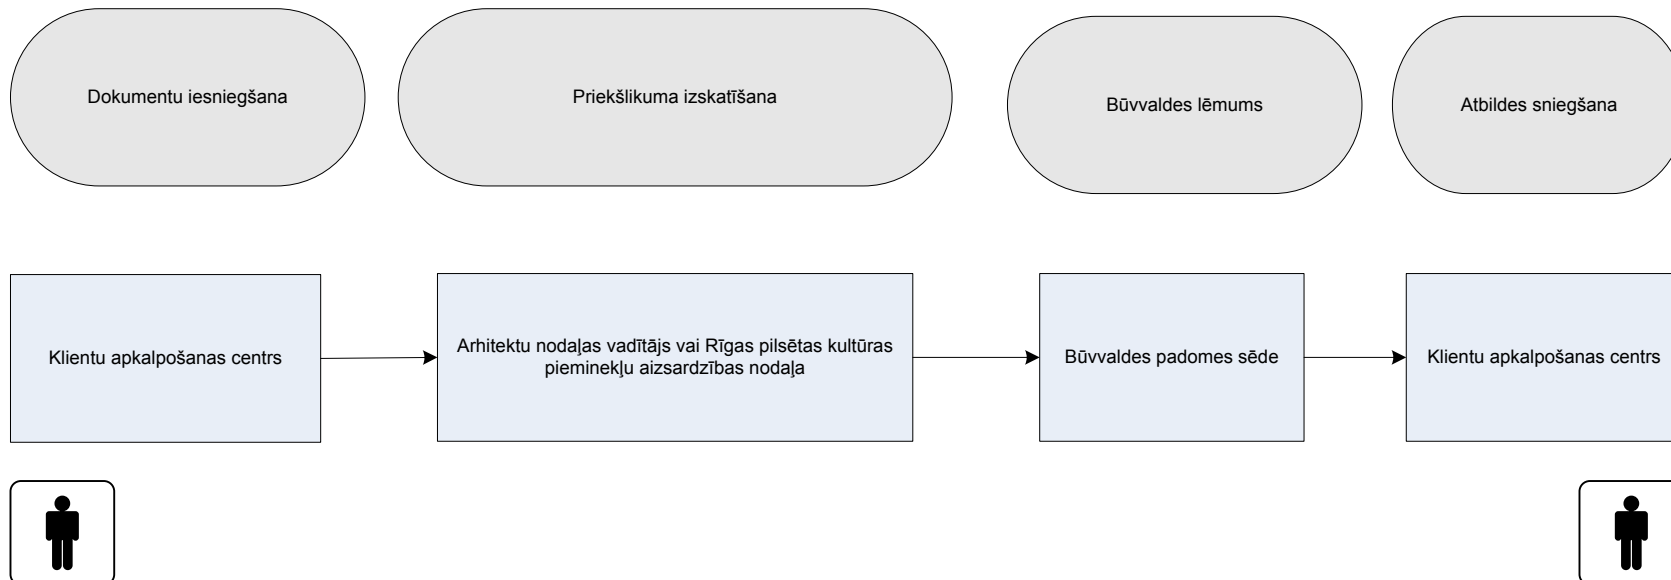 Dokumentu iesniegšana
Priekšlikuma izskatīšana
Būvvaldes lēmums
Atbildes sniegšana
Klientu apkalpošanas centrs
Arhitektu nodaļas vadītājs vai Rīgas pilsētas kultūras
pieminekļu aizsardzības nodaļa
Būvvaldes padomes sēde
Klientu apkalpošanas centrs